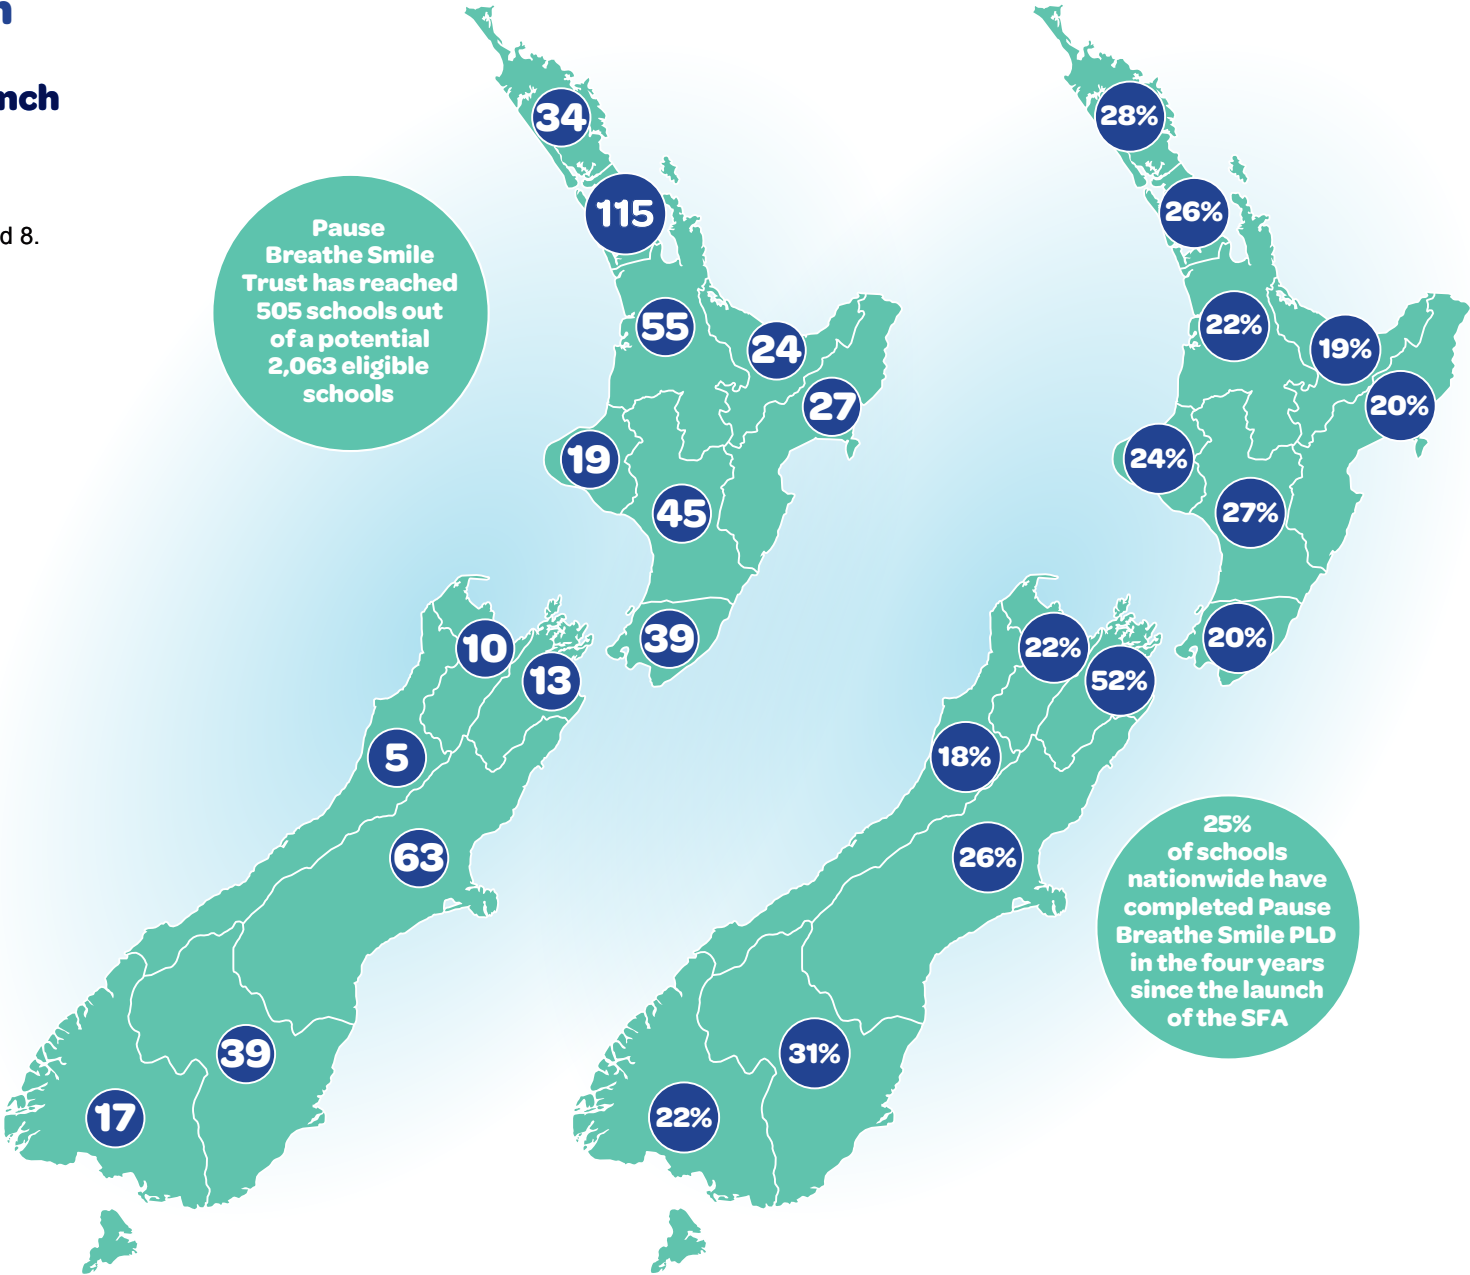 d 8.
Pause
Breathe Smile
Trust has reached
505 schools out
of a potential
2,063 eligible
schools
34
115
55
24
27
19
45
39
10
13
5
63
39
17
28%
26%
22%
19%
20%
24%
27%
20%
22%
52%
18%
26%
31%
22%
25%
of schools
nationwide have
completed Pause
Breathe Smile PLD
in the four years
since the launch
of the SFA